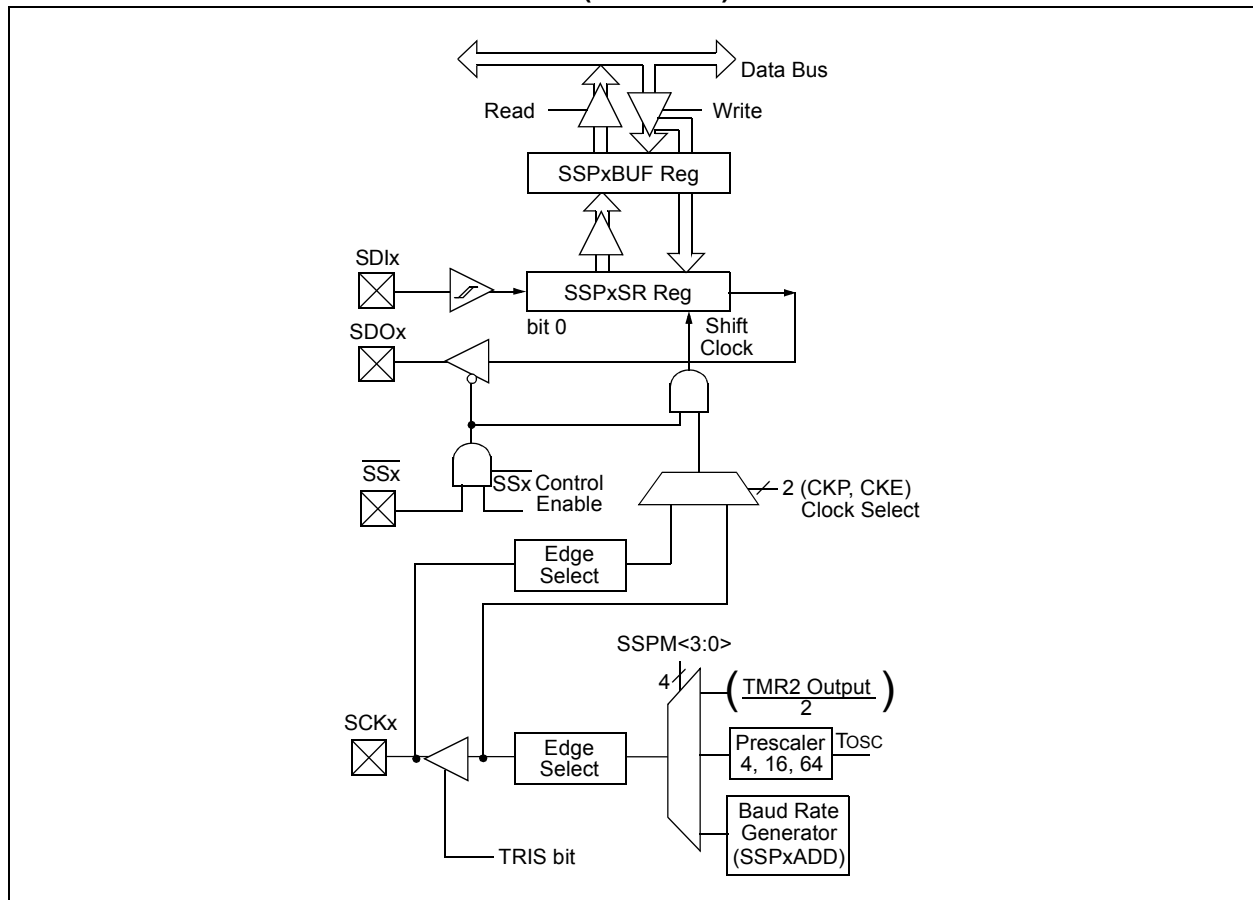 Data Bus
Read
Write
SSPxBUF Reg
SDIx
SSPxSR Reg
bit 0
Shift
Clock
SDOx
SSx
SSx Control
Enable
2 (CKP, CKE)
Clock Select
Edge
Select
SSPM<3:0>
4
(TMR2 Output)
2
SCKx
Edge
Select
Prescaler
4, 16, 64
TOSC
Baud Rate
Generator
(SSPxADD)
TRIS bit